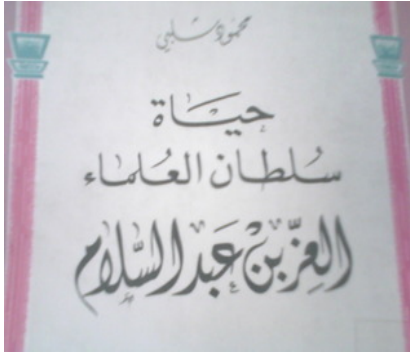 محمود شلبي
حياة
سلطان العلماء
العز بن عبد السلام